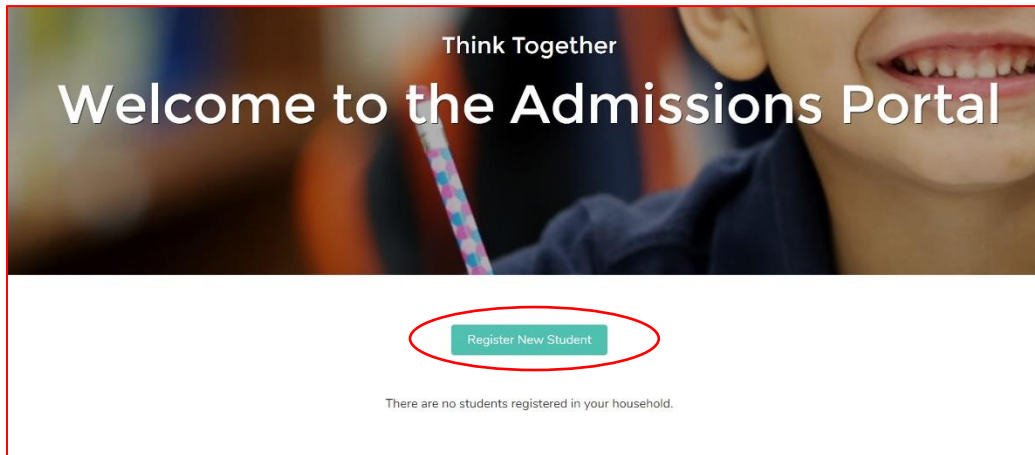 Think Together
Welcome to the Admissions Portal
Register New Student
There are no students registered in your household.